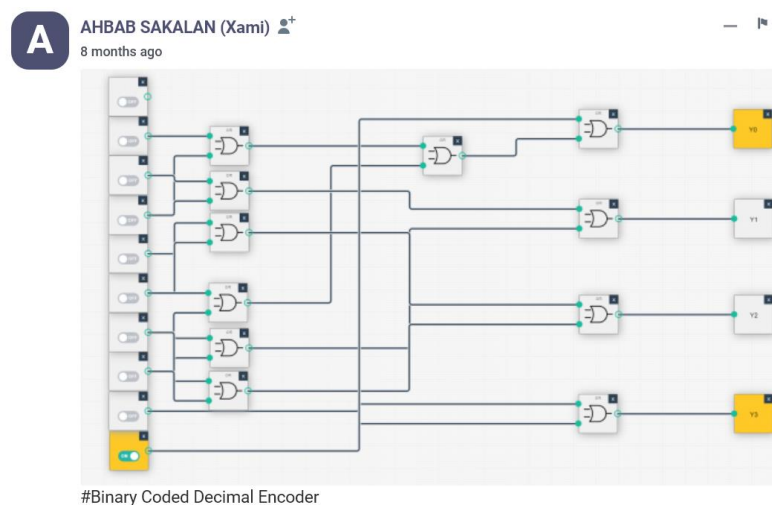 A
AHBAB SAKALAN (Xami)
8 months ago
Y0
Y1
Y2
Y3
#Binary Coded Decimal Encoder